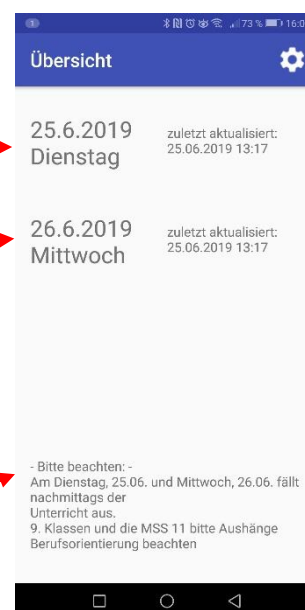 1 73 % 16:0
Übersicht
25.6.2019
Dienstag
zuletzt aktualisiert:
25.06.2019 13:17
26.6.2019
Mittwoch
zuletzt aktualisiert:
25.06.2019 13:17
- Bitte beachten: -
Am Dienstag, 25.06. und Mittwoch, 26.06. fällt
nachmittags der
Unterricht aus.
9. Klassen und die MSS 11 bitte Aushänge
Berufsorientierung beachten